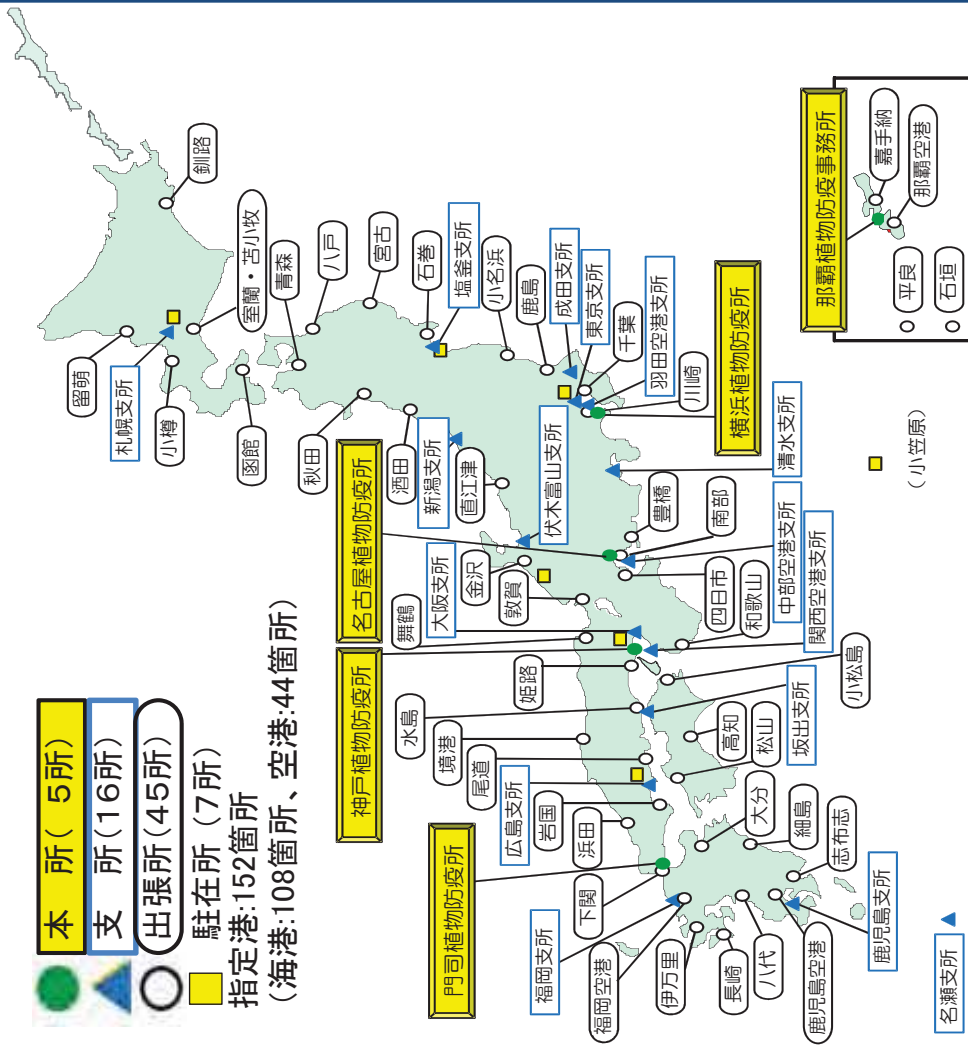 本　所（ 5所）
支　所（16所）
出張所（45所）
駐在所（7所）
指定港:152箇所
（海港:108箇所、空港:44箇所）
留萌
札幌支所
小樽
函館
釧路
室蘭・苫小牧
青森
八戸
宮古
石巻
塩釜支所
小名浜
鹿島
成田支所
東京支所
千葉
羽田空港支所
川崎
横浜植物防疫所
秋田
酒田
新潟支所
直江津
伏木富山支所
清水支所
名古屋植物防疫所
金沢
敦賀
豊橋
南部
中部空港支所
四日市
舞鶴
大阪支所
和歌山
関西空港支所
神戸植物防疫所
姫路
小松島
水島
境港
尾道
広島支所
岩国
浜田
坂出支所
高知
松山
門司植物防疫所
下関
福岡支所
福岡空港
伊万里
長崎
八代
鹿児島空港
大分
細島
志布志
鹿児島支所
名瀬支所
那覇植物防疫事務所
嘉手納
那覇空港
平良
石垣
（小笠原）